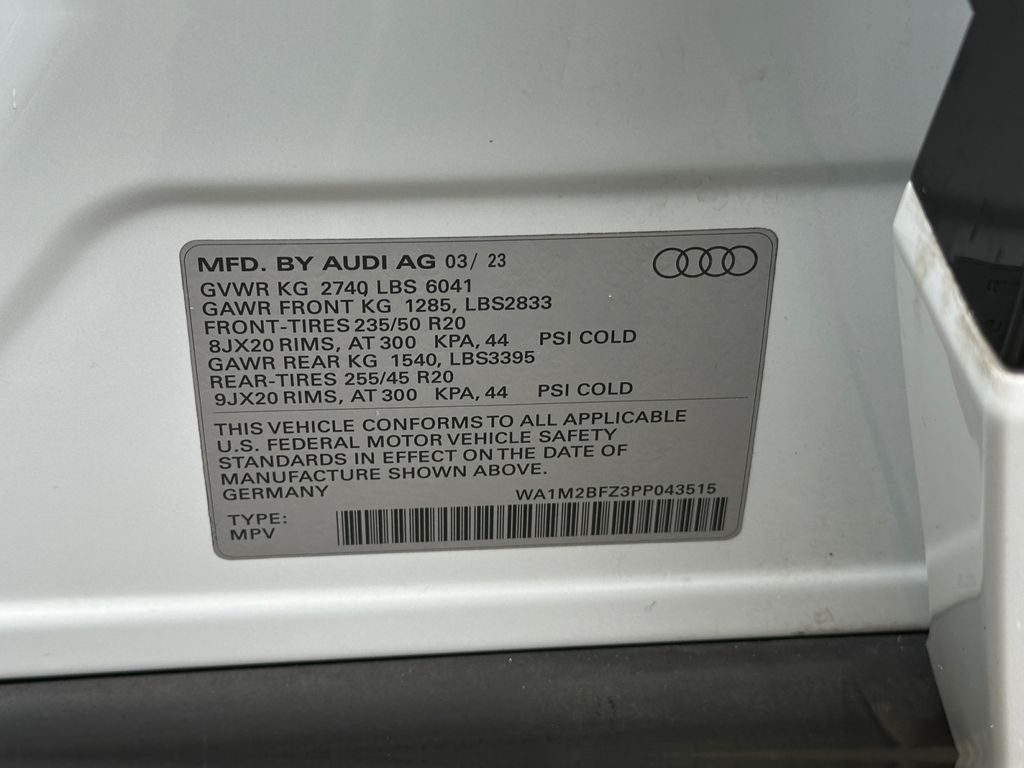 MFD. BY AUDI AG 03/ 23
GVWR KG 2740 LBS 6041
GAWR FRONT KG 1285, LBS2833
FRONT-TIRES 235/50 R20
8JX20 RIMS, AT 300 KPA, 44 PSI COLD
GAWR REAR KG 1540, LBS3395
REAR-TIRES 255/45 R20
9JX20 RIMS, AT 300 KPA, 44 PSI COLD
THIS VEHICLE CONFORMS TO ALL APPLICABLE
U.S. FEDERAL MOTOR VEHICLE SAFETY
STANDARDS IN EFFECT ON THE DATE OF
MANUFACTURE SHOWN ABOVE.
GERMANY WA1M2BFZ3PP043515
TYPE:
MPV